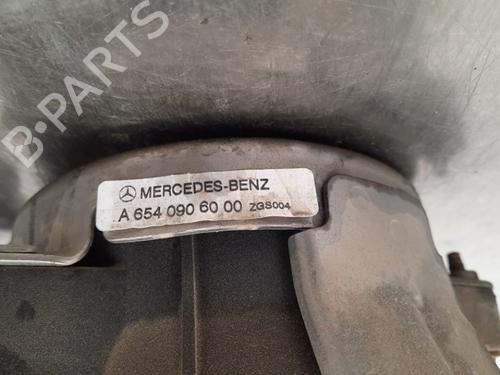 B-PARTS
MERCEDES-BENZ
A 654 090 60 00 ZGS004